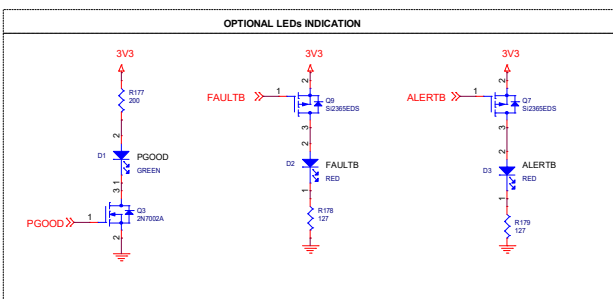 OPTIONAL LEDs INDICATION
3V3
R177
200
2
D1
PGOOD
GREEN
1
3
Q3
2N7002A
PGOOD
1
2
3V3
2
Q9
Si2365EDS
FAULTB
1
3
2
D2
FAULTB
RED
1
R178
127
3V3
2
Q7
Si2365EDS
ALERTB
1
3
2
D3
ALERTB
RED
1
R179
127